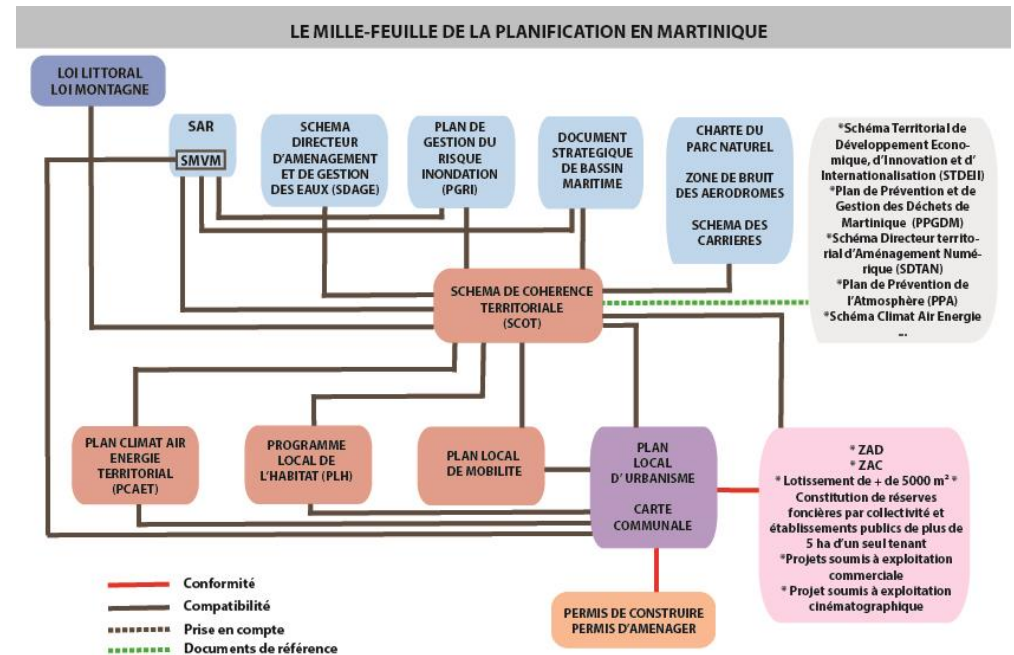 LE MILLE-FEUILLE DE LA PLANIFICATION EN MARTINIQUE
LOI LITTORAL
LOI MONTAGNE
SAR
SMVM
SCHEMA
DIRECTEUR
D'AMENAGEMENT
ET DE GESTION
DES EAUX (SDAGE)
PLAN DE
GESTION DU
RISQUE
INONDATION
(PGRI)
DOCUMENT
STRATEGIQUE
DE BASSIN
MARITIME
CHARTE DU
PARC NATUREL
ZONE DE BRUIT
DES AERODROMES
SCHEMA DES
CARRIERES
*Schéma Territorial de
Développement Econo-
mique, d'Innovation et d'
Internationalisation (STDEII)
*Plan de Prévention et de
Gestion des Déchets de
Martinique (PPGDM)
*Schéma Directeur territo-
rial d'Aménagement Numé-
rique (SDTAN)
*Plan de Prévention de
l'Atmosphère (PPA)
*Schéma Climat Air Energie
...
SCHEMA DE COHERENCE
TERRITORIALE
(SCOT)
PLAN CLIMAT AIR
ENERGIE
TERRITORIAL
(PCAET)
PROGRAMME
LOCAL DE
L'HABITAT (PLH)
PLAN LOCAL
DE MOBILITE
PLAN
LOCAL
D' URBANISME
CARTE
COMMUNALE
* ZAD
* ZAC
* Lotissement de + de 5000 m² *
Constitution de réserves
foncières par collectivité et
établissements publics de plus de
5 ha d'un seul tenant
*Projets soumis à exploitation
commerciale
* Projet soumis à exploitation
cinématographique
PERMIS DE CONSTRUIRE
PERMIS D'AMENAGER
Conformité
Compatibilité
Prise en compte
Documents de référence